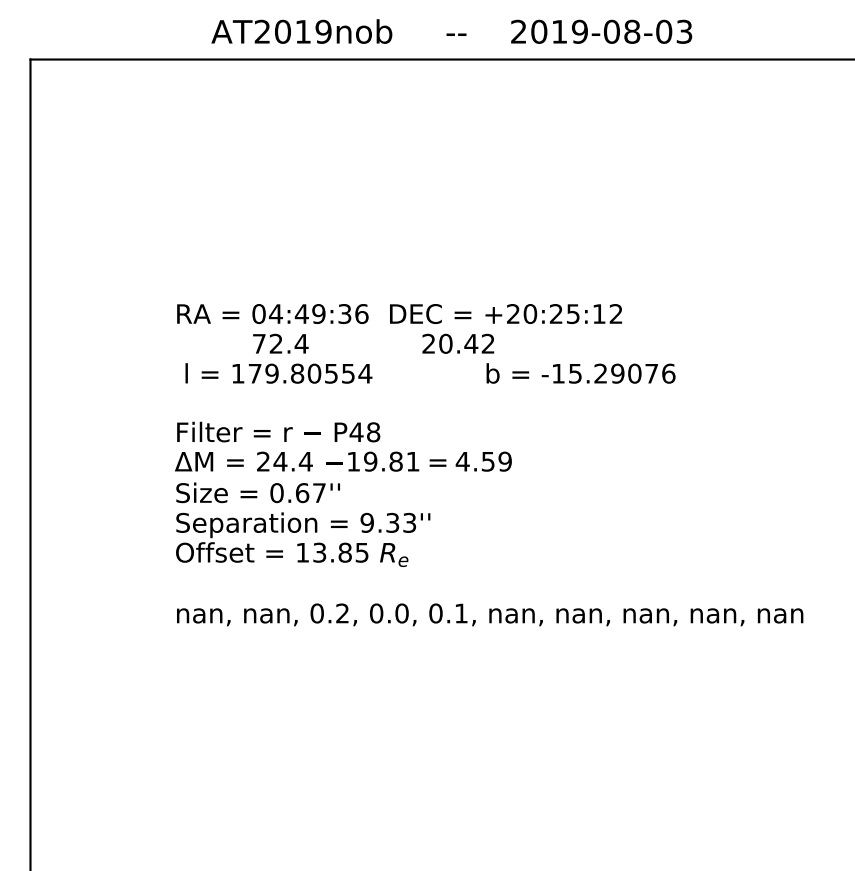 AT2019nob -- 2019-08-03
RA = 04:49:36 DEC = +20:25:12
72.4 20.42
l = 179.80554 b = -15.29076
Filter = r − P48
ΔM = 24.4 −19.81 = 4.59
Size = 0.67''
Separation = 9.33''
Offset = 13.85 Re
nan, nan, 0.2, 0.0, 0.1, nan, nan, nan, nan, nan